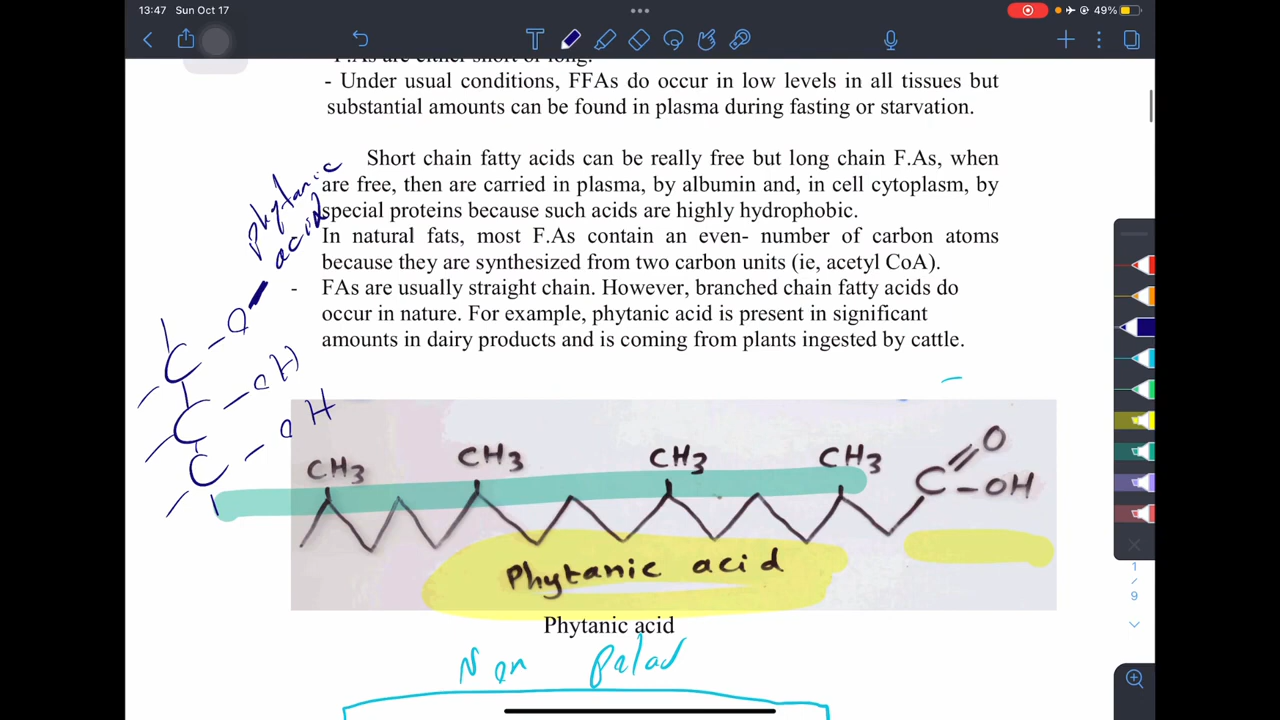 13:47 Sun Oct 17
49%
- Under usual conditions, FFAs do occur in low levels in all tissues but
substantial amounts can be found in plasma during fasting or starvation.
Short chain fatty acids can be really free but long chain F.As, when
are free, then are carried in plasma, by albumin and, in cell cytoplasm, by
special proteins because such acids are highly hydrophobic.
In natural fats, most F.As contain an even- number of carbon atoms
because they are synthesized from two carbon units (ie, acetyl CoA).
- FAs are usually straight chain. However, branched chain fatty acids do
occur in nature. For example, phytanic acid is present in significant
amounts in dairy products and is coming from plants ingested by cattle.
phytanic
acid
C - O
C - OH
C - OH
CH3 CH3 CH3 CH3
O
C - OH
Phytanic acid
Phytanic acid
Non
1
/
9